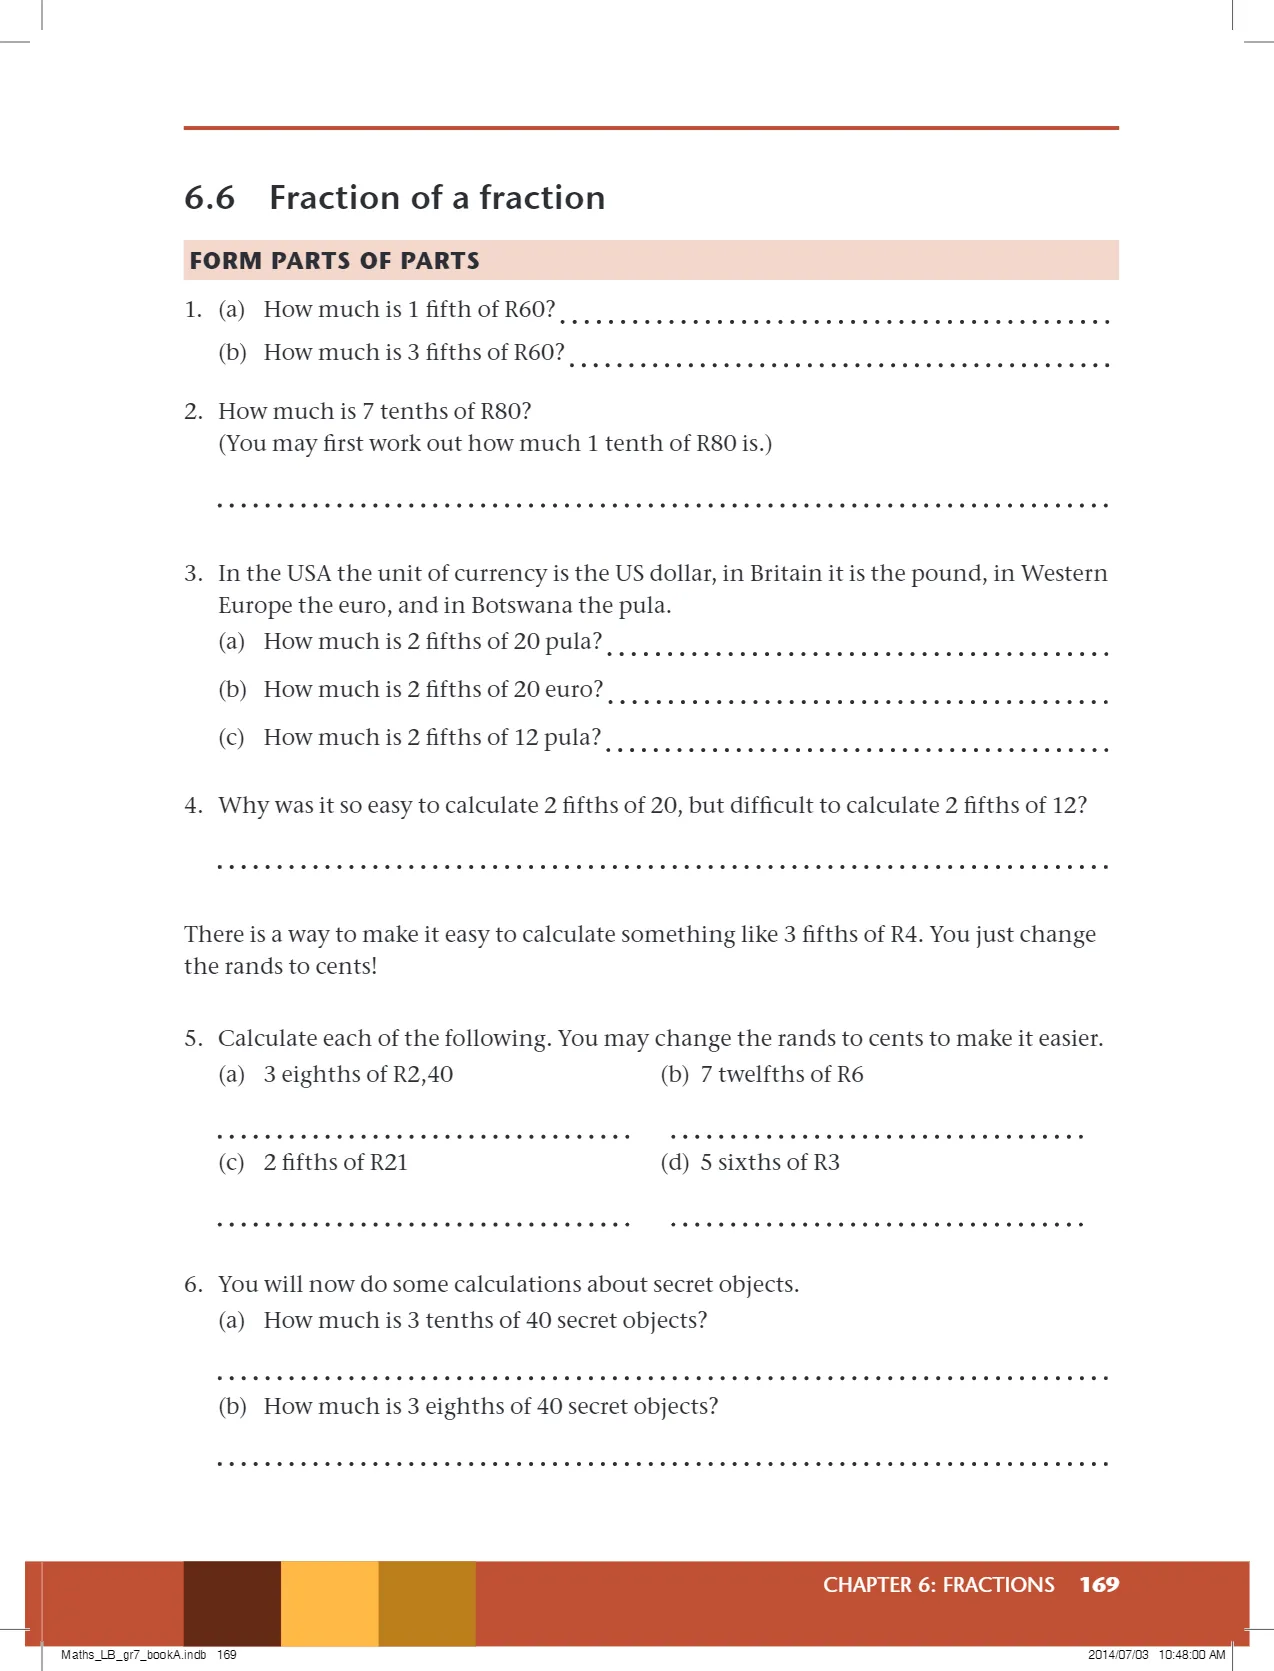 6.6 Fraction of a fraction
FORM PARTS OF PARTS
1. (a) How much is 1 fifth of R60?
(b) How much is 3 fifths of R60?
2. How much is 7 tenths of R80?
(You may first work out how much 1 tenth of R80 is.)
3. In the USA the unit of currency is the US dollar, in Britain it is the pound, in Western
Europe the euro, and in Botswana the pula.
(a) How much is 2 fifths of 20 pula?
(b) How much is 2 fifths of 20 euro?
(c) How much is 2 fifths of 12 pula?
4. Why was it so easy to calculate 2 fifths of 20, but difficult to calculate 2 fifths of 12?
There is a way to make it easy to calculate something like 3 fifths of R4. You just change
the rands to cents!
5. Calculate each of the following. You may change the rands to cents to make it easier.
(a) 3 eighths of R2,40 (b) 7 twelfths of R6
(c) 2 fifths of R21 (d) 5 sixths of R3
6. You will now do some calculations about secret objects.
(a) How much is 3 tenths of 40 secret objects?
(b) How much is 3 eighths of 40 secret objects?
CHAPTER 6: FRACTIONS 169
Maths_LB_gr7_bookA.indb 169 2014/07/03 10:48:00 AM